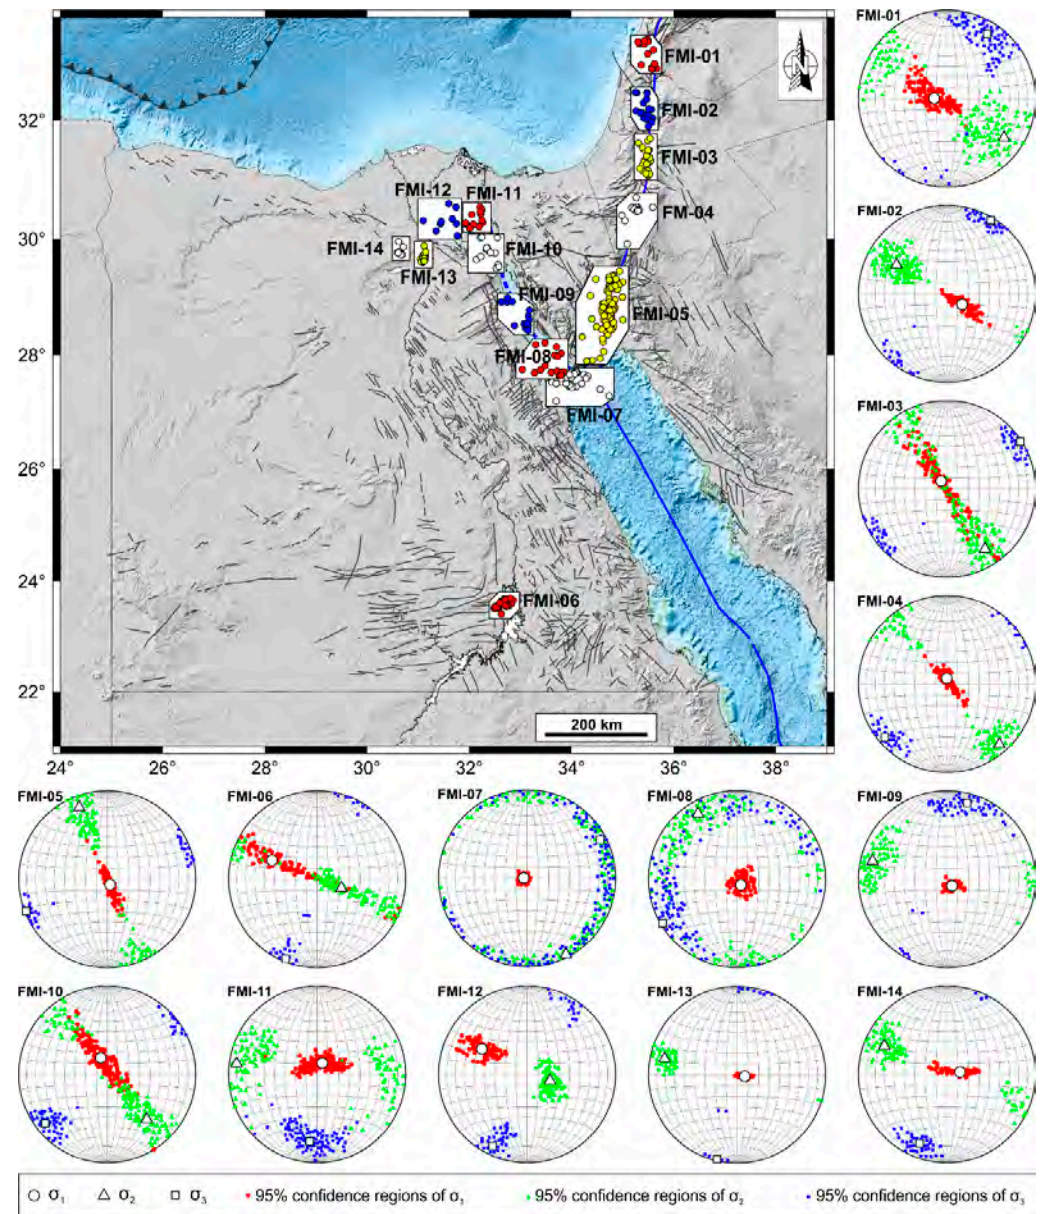 FMI-01
FMI-01
N
FMI-02
32°
FMI-03
FMI-02
FMI-12
FMI-11
FM-04
30°
FMI-14
FMI-10
FMI-13
FMI-09
FMI-05
28°
FMI-08
FMI-03
FMI-07
26°
24°
FMI-06
FMI-04
22°
200 km
24°
26°
28°
30°
32°
34°
36°
38°
FMI-05
FMI-06
FMI-07
FMI-08
FMI-09
FMI-10
FMI-11
FMI-12
FMI-13
FMI-14
σ₁ σ₂ σ₃ 95% confidence regions of σ₁ 95% confidence regions of σ₂ 95% confidence regions of σ₃